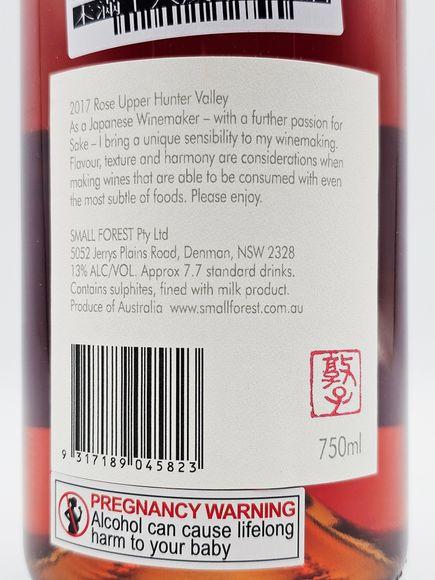 2017 Rose Upper Hunter Valley
As a Japanese Winemaker – with a further passion for
Sake – I bring a unique sensibility to my winemaking.
Flavour, texture and harmony are considerations when
making wines that are able to be consumed with even
the most subtle of foods. Please enjoy.
SMALL FOREST Pty Ltd
5052 Jerrys Plains Road, Denman, NSW 2328
13% ALC/VOL. Approx 7.7 standard drinks.
Contains sulphites, fined with milk product.
Produce of Australia www.smallforest.com.au
敦子
9 317189 045823
750ml
PREGNANCY WARNING
Alcohol can cause lifelong
harm to your baby